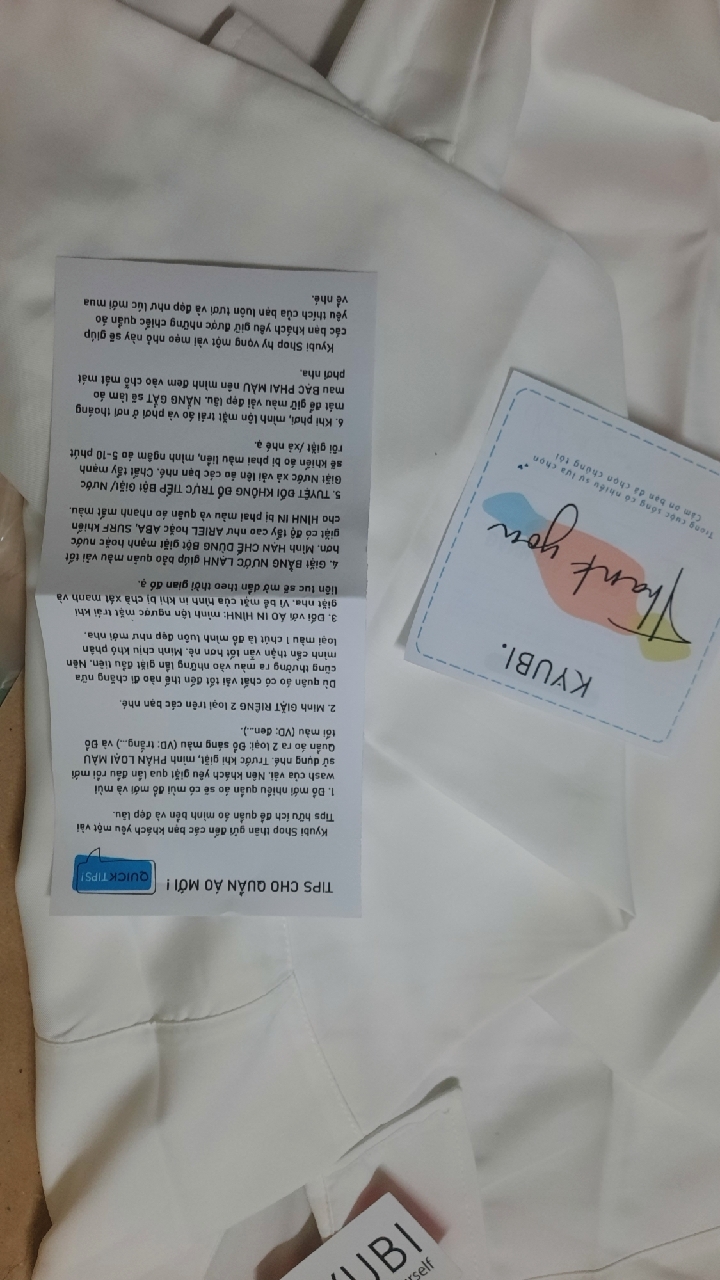 TIPS CHO QUẦN ÁO MỚI !
QUICK TIPS!
Kyubi Shop thân gửi đến các bạn khách yêu một vài
Tips hữu ích để quần áo mình bền và đẹp lâu.
1. Đồ mới nhiều quần áo sẽ có mùi đồ mới và mùi
wash của vải. Nên khách yêu giặt qua lần đầu rồi mới
sử dụng nhé. Trước khi giặt, mình PHÂN LOẠI MÀU
Quần áo ra 2 loại: Đồ sáng màu (VD: trắng...) và Đồ
tối màu (VD: đen...).
2. Mình GIẶT RIÊNG 2 loại trên các bạn nhé.
Dù quần áo có chất vải tốt đến thế nào đi chăng nữa
cũng thường ra màu vào những lần giặt đầu tiên. Nên
mình cẩn thận vẫn tốt hơn nè. Mình chịu khó phân
loại màu 1 chút là đồ mình luôn đẹp như mới nha.
3. Đối với ÁO IN HÌNH: mình lộn ngược mặt trái khi
giặt nha. Vì bề mặt của hình in khi bị chà xát mạnh và
liên tục sẽ mờ dần theo thời gian đó ạ.
4. Giặt BẰNG NƯỚC LẠNH giúp bảo quản màu vải tốt
hơn. Mình HẠN CHẾ DÙNG Bột giặt mạnh hoặc nước
giặt có độ tẩy cao như ARIEL hoặc ABA, SURF khiến
cho HÌNH IN bị phai màu và quần áo nhanh mất màu.
5. TUYỆT ĐỐI KHÔNG ĐỔ TRỰC TIẾP Bột Giặt/ Nước
Giặt Nước xả vải lên áo các bạn nhé. Chất tẩy mạnh
sẽ khiến áo bị phai màu liền, mình ngâm áo 5-10 phút
rồi giặt /xả nhé ạ.
6. Khi phơi, mình lộn mặt trái áo và phơi ở nơi thoáng
mát để giữ màu vải đẹp lâu. NẮNG GẮT sẽ làm áo
mau BẠC PHAI MÀU nên mình đem vào chỗ mát mát
phơi nha.
Kyubi Shop hy vọng một vài mẹo nhỏ này sẽ giúp
các bạn khách yêu giữ được những chiếc quần áo
yêu thích của bạn luôn tươi và đẹp như lúc mới mua
về nhé.
KYUBI.
Thank you
Trong cuộc sống có nhiều sự lựa chọn
Cảm ơn bạn đã chọn chúng tôi
YUBI
rself